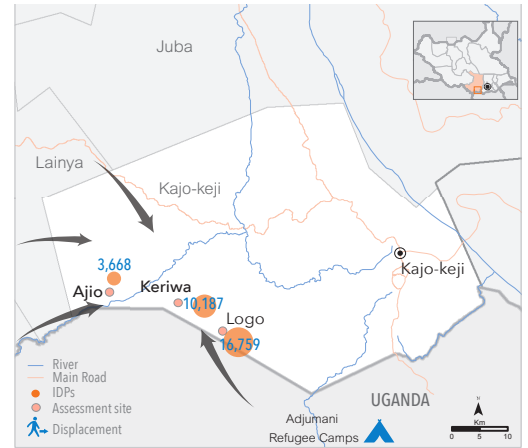 Juba
Lainya
Kajo-keji
3,668
Ajio
Keriwa
10,187
Kajo-keji
Logo
16,759
River
Main Road
IDPs
Assessment site
Displacement
UGANDA
Adjumani
Refugee Camps
N
Km
0 5 10